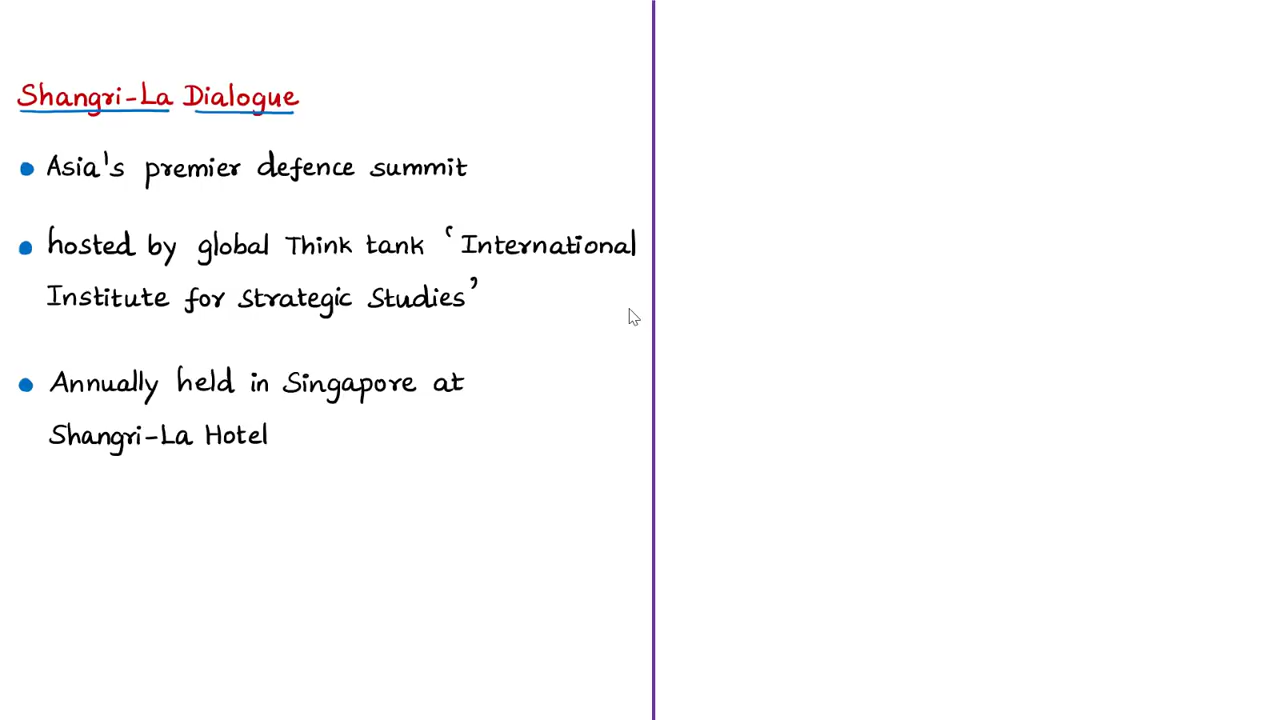 Shangri-La Dialogue
Asia's premier defence summit
hosted by global Think tank ‘International
Institute for Strategic Studies’
Annually held in Singapore at
Shangri-La Hotel